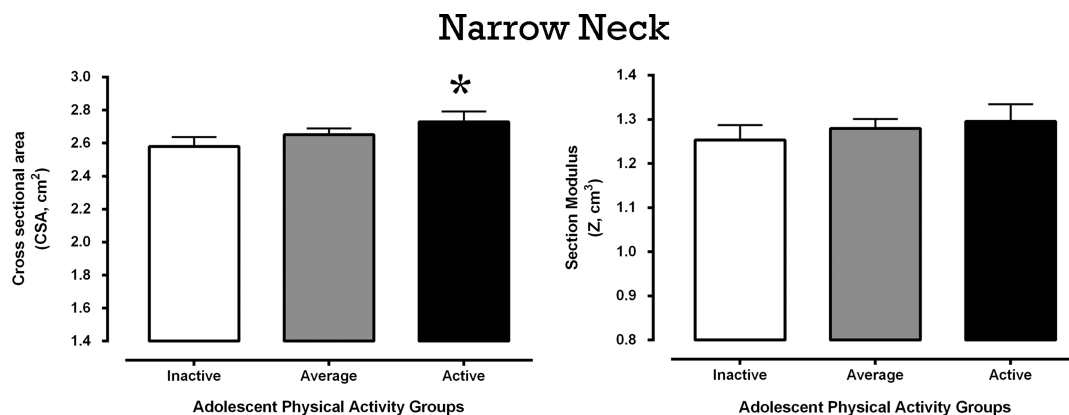 Narrow Neck
Cross sectional area
(CSA, cm²)
3.0
2.8
2.6
2.4
2.2
2.0
1.8
1.6
1.4
*
Inactive Average Active
Adolescent Physical Activity Groups
Section Modulus
(Z, cm³)
1.4
1.3
1.2
1.1
1.0
0.9
0.8
Inactive Average Active
Adolescent Physical Activity Groups